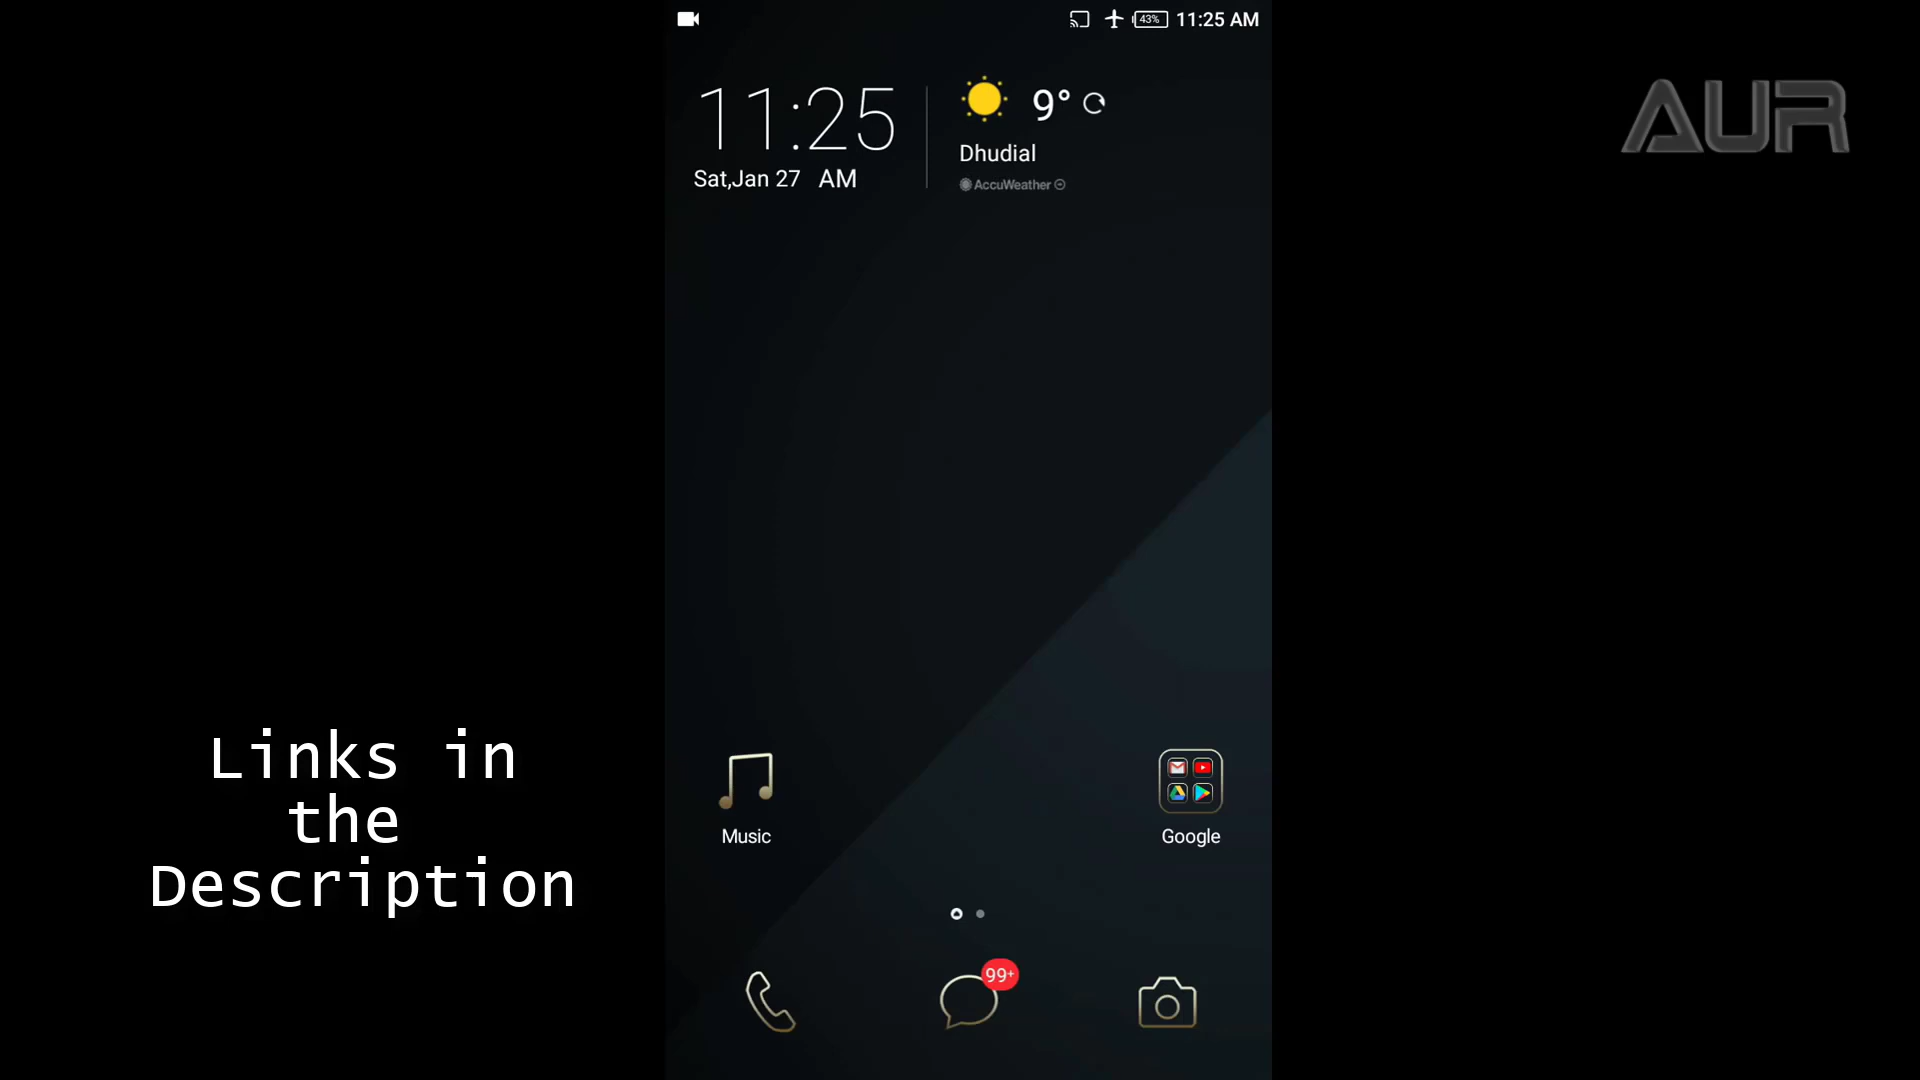 43% 11:25 AM
11:25
Sat,Jan 27 AM
9°
Dhudial
AccuWeather
AUR
Links in
the
Description
Music
Google
99+